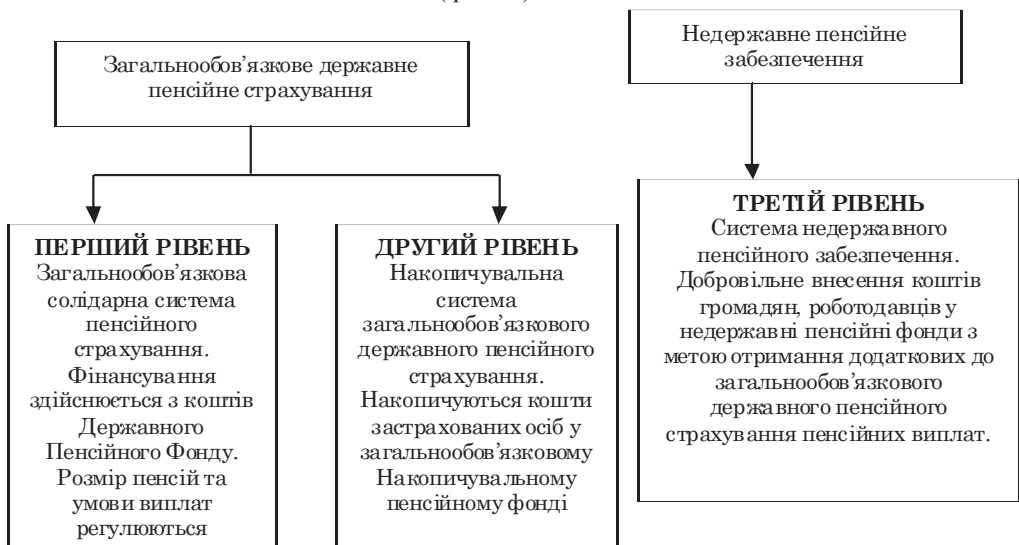 Загальнообов’язкове державне
пенсійне страхування
Недержавне пенсійне
забезпечення
ПЕРШИЙ РІВЕНЬ
Загальнообов’язкова
солідарна система
пенсійного
страхування.
Фінансування
здійснюється з коштів
Державного
Пенсійного Фонду.
Розмір пенсій та
умови виплат
регулюються
ДРУГИЙ РІВЕНЬ
Накопичувальна
система
загальнообов’язкового
державного пенсійного
страхування.
Накопичуються кошти
застрахованих осіб у
загальнообов’язковому
Накопичувальному
пенсійному фонді
ТРЕТІЙ РІВЕНЬ
Система недержавного
пенсійного забезпечення.
Добровільне внесення коштів
громадян, роботодавців у
недержавні пенсійні фонди з
метою отримання додаткових до
загальнообов’язкового
державного пенсійного
страхування пенсійних виплат.